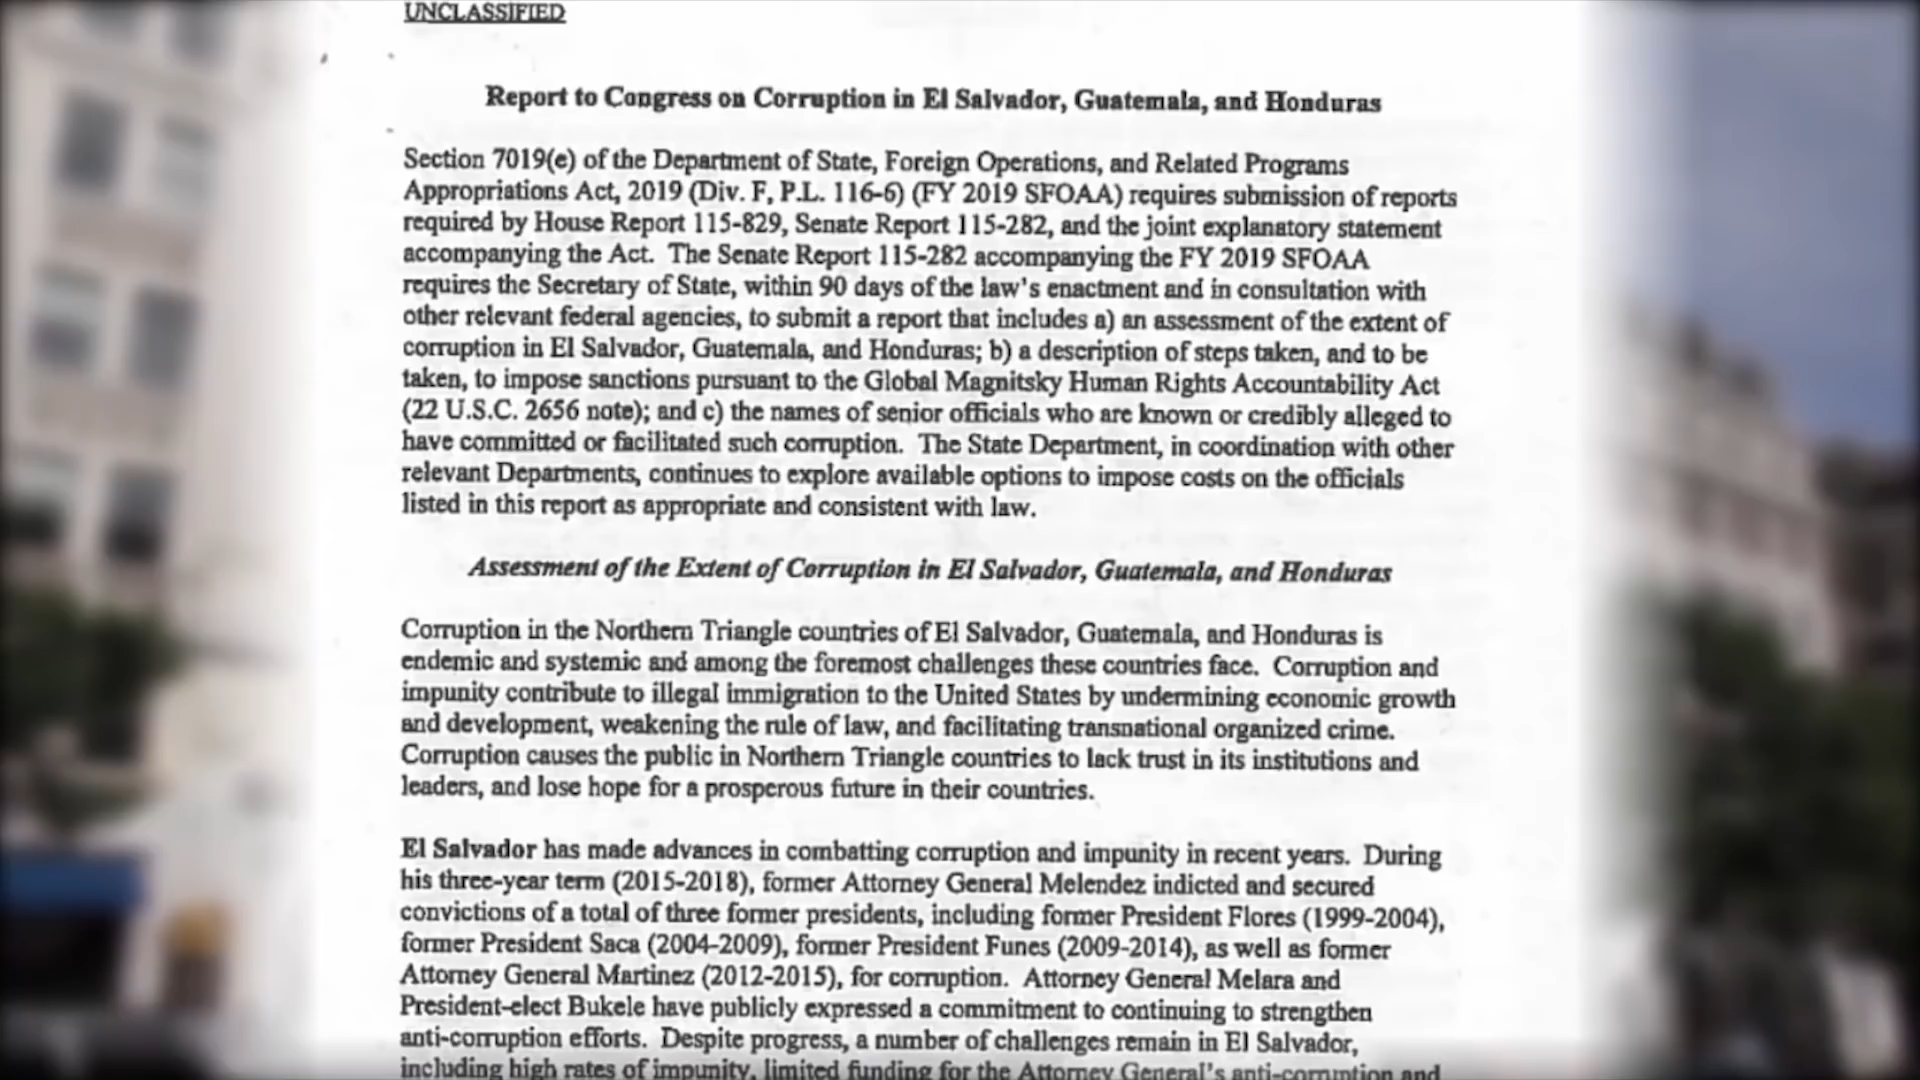 UNCLASSIFIED
Report to Congress on Corruption in El Salvador, Guatemala, and Honduras
Section 7019(e) of the Department of State, Foreign Operations, and Related Programs
Appropriations Act, 2019 (Div. F, P.L. 116-6) (FY 2019 SFOAA) requires submission of reports
required by House Report 115-829, Senate Report 115-282, and the joint explanatory statement
accompanying the Act. The Senate Report 115-282 accompanying the FY 2019 SFOAA
requires the Secretary of State, within 90 days of the law's enactment and in consultation with
other relevant federal agencies, to submit a report that includes a) an assessment of the extent of
corruption in El Salvador, Guatemala, and Honduras; b) a description of steps taken, and to be
taken, to impose sanctions pursuant to the Global Magnitsky Human Rights Accountability Act
(22 U.S.C. 2656 note); and c) the names of senior officials who are known or credibly alleged to
have committed or facilitated such corruption. The State Department, in coordination with other
relevant Departments, continues to explore available options to impose costs on the officials
listed in this report as appropriate and consistent with law.
Assessment of the Extent of Corruption in El Salvador, Guatemala, and Honduras
Corruption in the Northern Triangle countries of El Salvador, Guatemala, and Honduras is
endemic and systemic and among the foremost challenges these countries face. Corruption and
impunity contribute to illegal immigration to the United States by undermining economic growth
and development, weakening the rule of law, and facilitating transnational organized crime.
Corruption causes the public in Northern Triangle countries to lack trust in its institutions and
leaders, and lose hope for a prosperous future in their countries.
El Salvador has made advances in combatting corruption and impunity in recent years. During
his three-year term (2015-2018), former Attorney General Melendez indicted and secured
convictions of a total of three former presidents, including former President Flores (1999-2004),
former President Saca (2004-2009), former President Funes (2009-2014), as well as former
Attorney General Martinez (2012-2015), for corruption. Attorney General Melara and
President-elect Bukele have publicly expressed a commitment to continuing to strengthen
anti-corruption efforts. Despite progress, a number of challenges remain in El Salvador,
including high rates of impunity, limited funding for the Attorney General's anti-corruption and